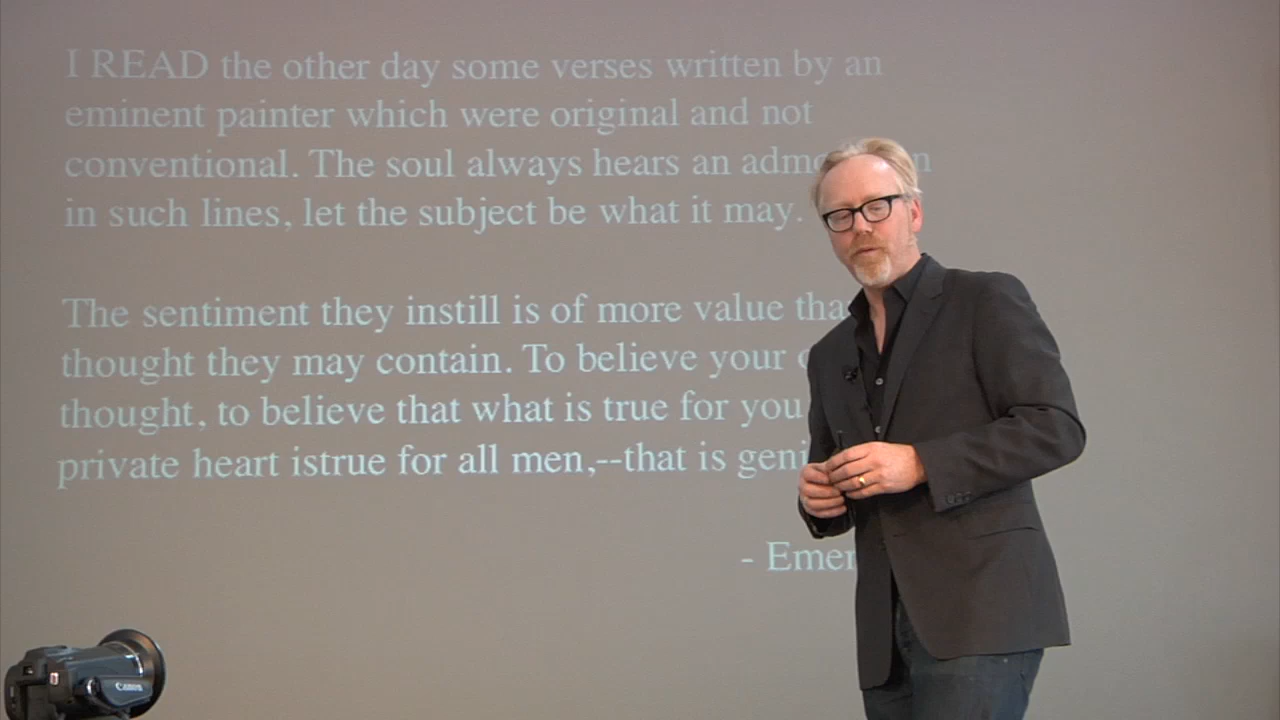 I READ the other day some verses written by an
eminent painter which were original and not
conventional. The soul always hears an
in such lines, let the subject be what it may.
The sentiment they instill is of more value
thought they may contain. To believe your
thought, to believe that what is true for you
private heart istrue for all men,--that is
-
Canon